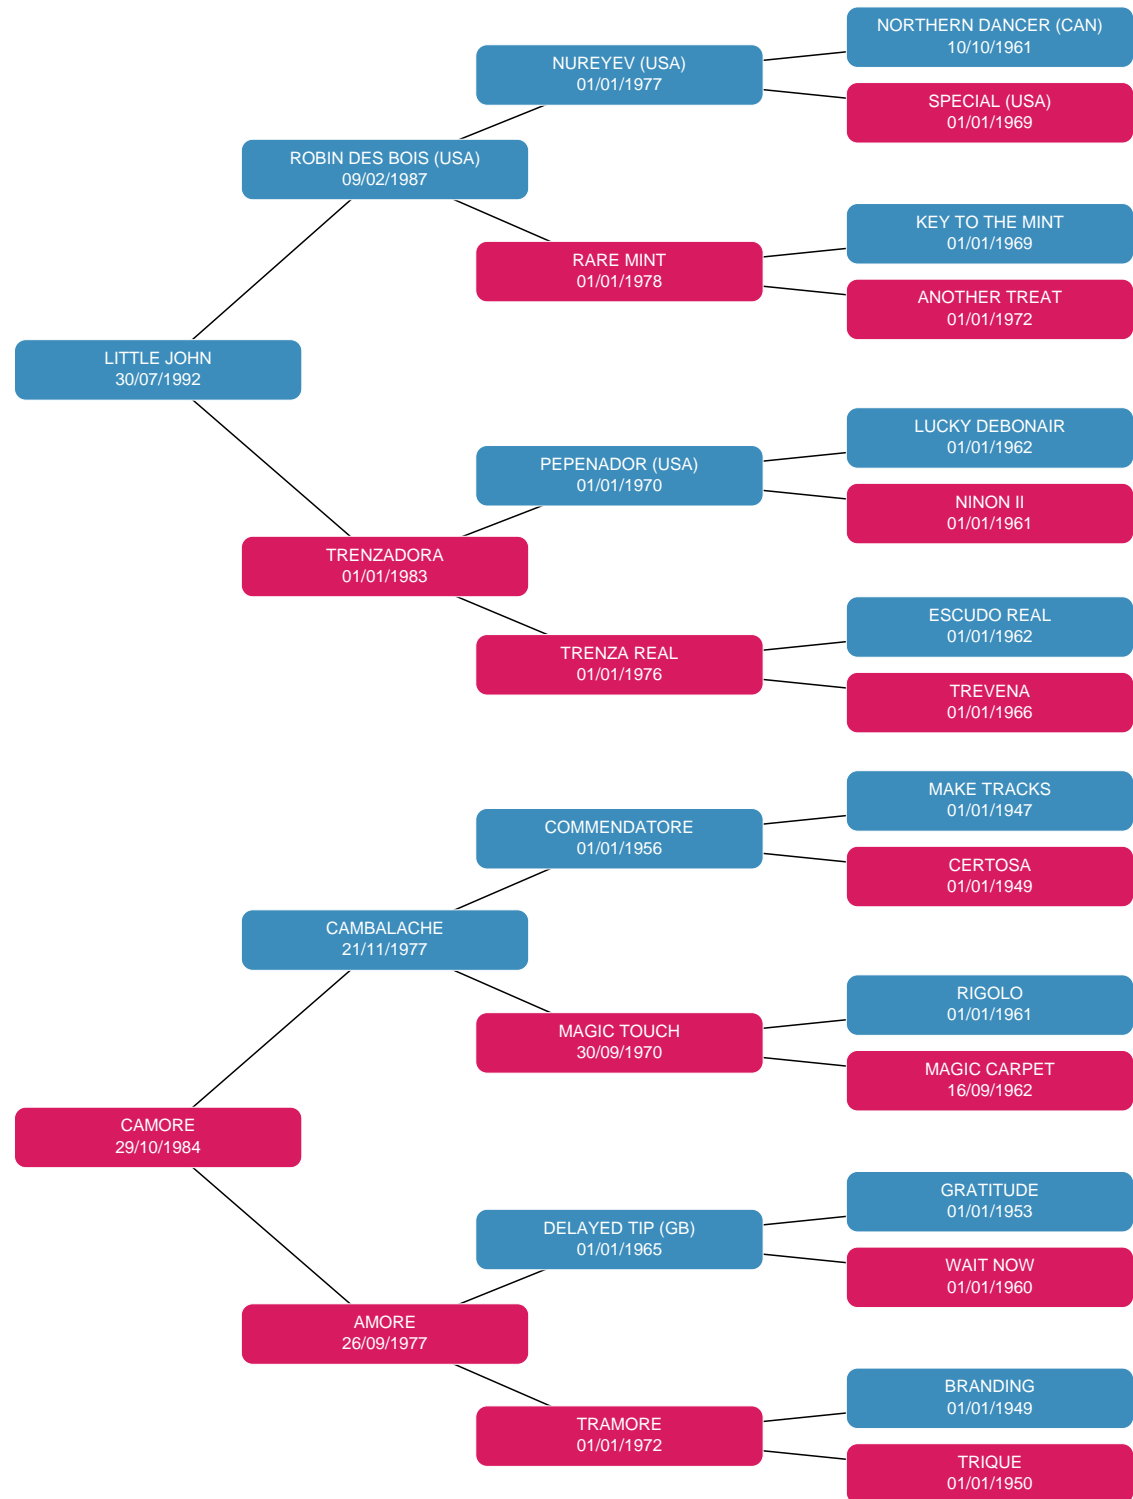 NORTHERN DANCER (CAN)
10/10/1961
NUREYEV (USA)
01/01/1977
SPECIAL (USA)
01/01/1969
ROBIN DES BOIS (USA)
09/02/1987
KEY TO THE MINT
01/01/1969
RARE MINT
01/01/1978
ANOTHER TREAT
01/01/1972
LITTLE JOHN
30/07/1992
LUCKY DEBONAIR
01/01/1962
PEPENADOR (USA)
01/01/1970
NINON II
01/01/1961
TRENZADORA
01/01/1983
ESCUDO REAL
01/01/1962
TRENZA REAL
01/01/1976
TREVENA
01/01/1966
MAKE TRACKS
01/01/1947
COMMENDATORE
01/01/1956
CERTOSA
01/01/1949
CAMBALACHE
21/11/1977
RIGOLO
01/01/1961
MAGIC TOUCH
30/09/1970
MAGIC CARPET
16/09/1962
CAMORE
29/10/1984
GRATITUDE
01/01/1953
DELAYED TIP (GB)
01/01/1965
WAIT NOW
01/01/1960
AMORE
26/09/1977
BRANDING
01/01/1949
TRAMORE
01/01/1972
TRIQUE
01/01/1950